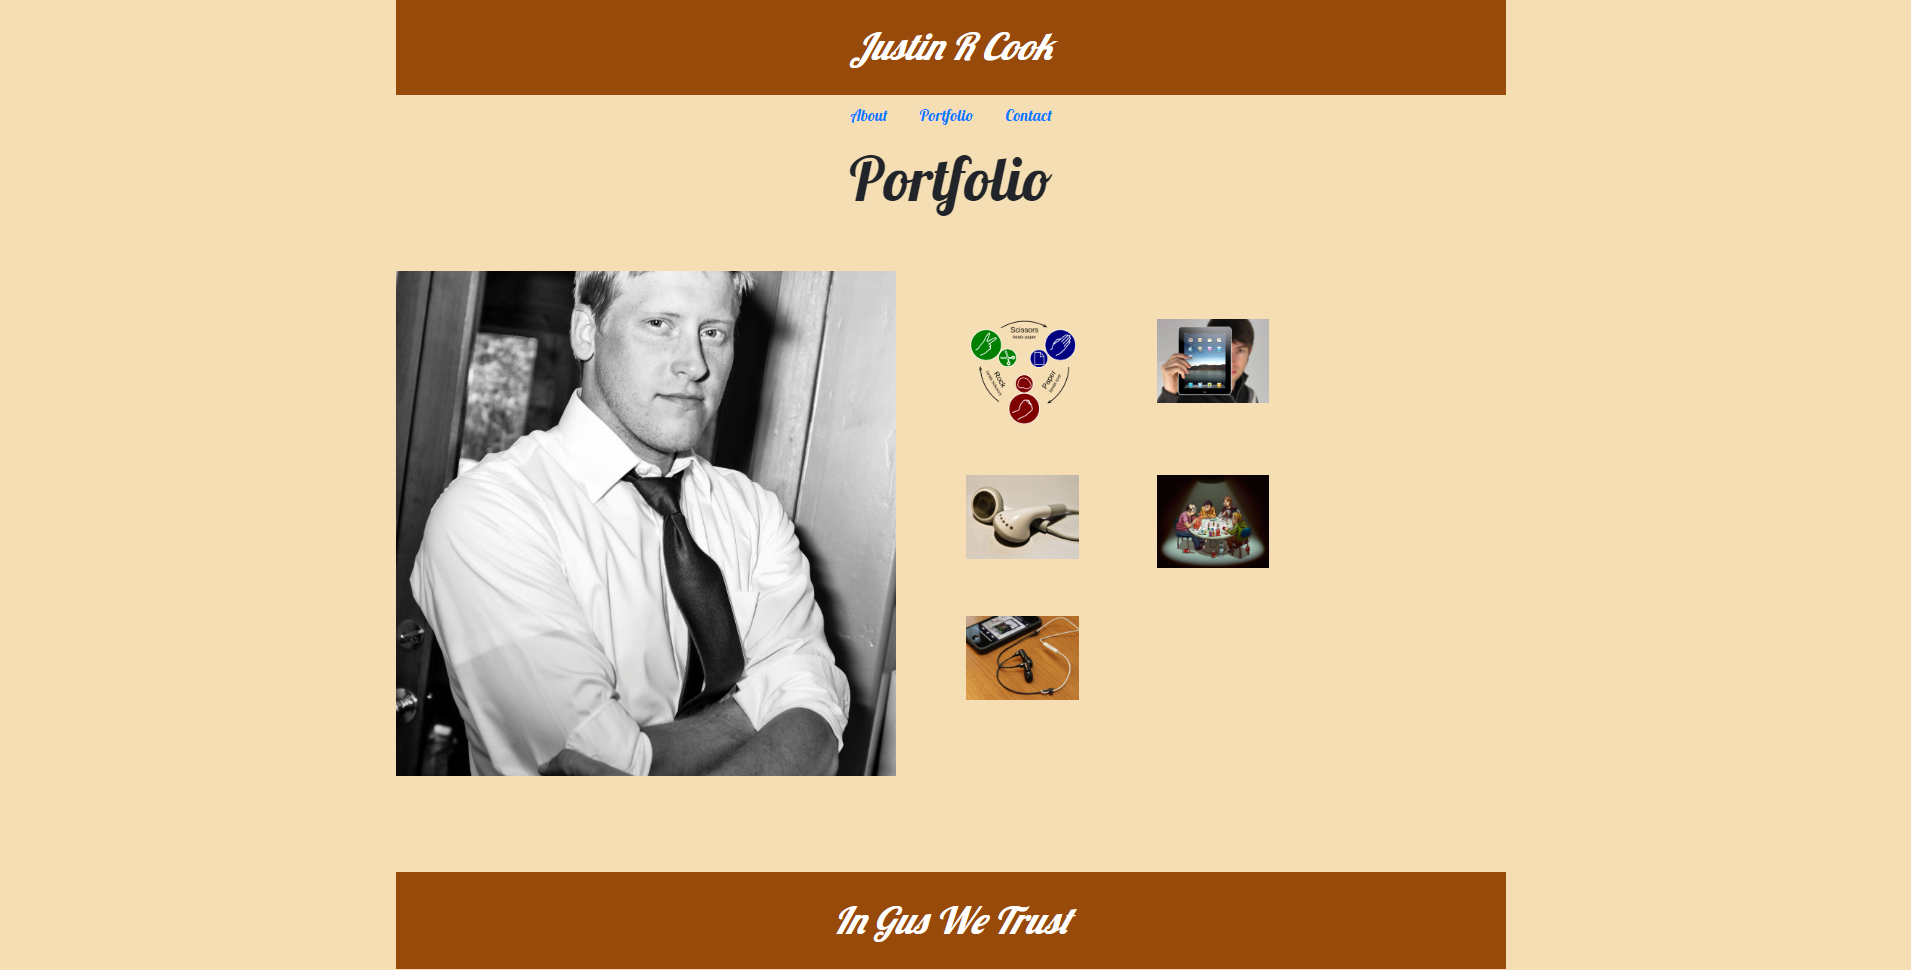 Justin R Cook
About Portfolio Contact
Portfolio
Scissors
beats paper
Rock
Paper
In Gus We Trust